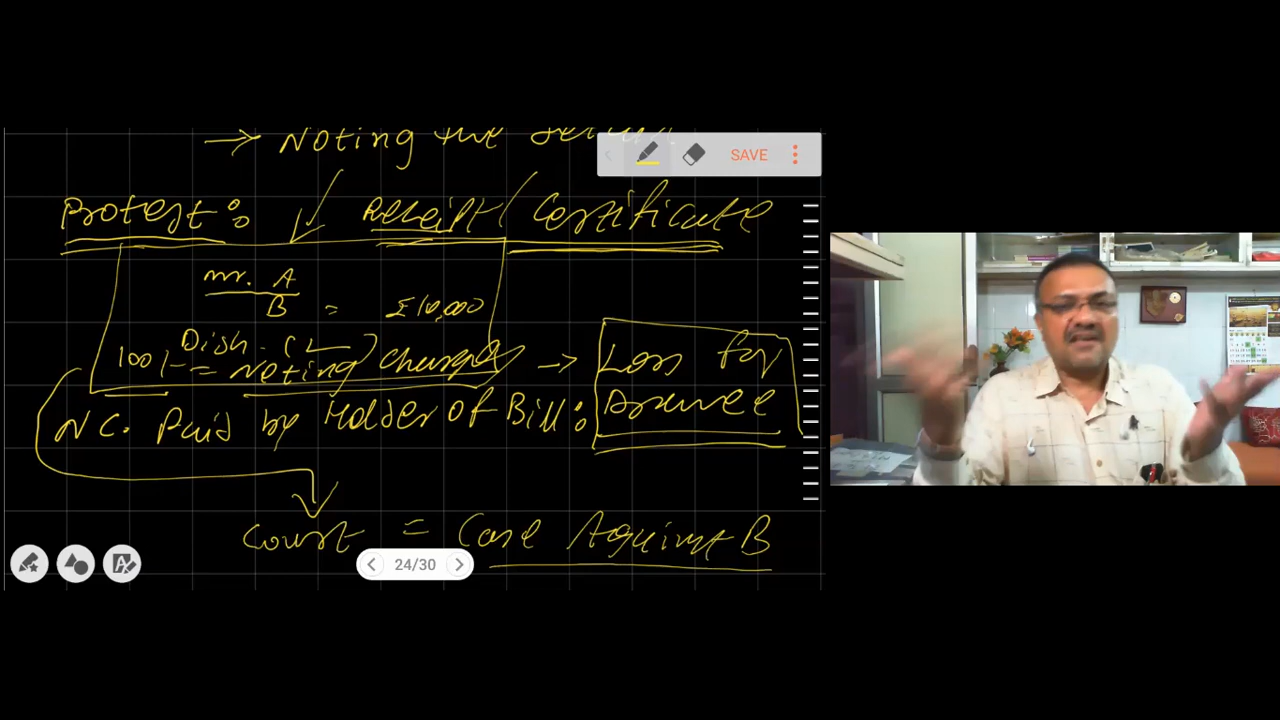 → Noting the
SAVE
Protest : Receipt / Certificate
Mr. A
B = ₹10,000
Dish. (L)
100/- = Noting charges → Loss for
Drawee
NC. Paid by Holder of Bill :
Court = Case Against B
24/30